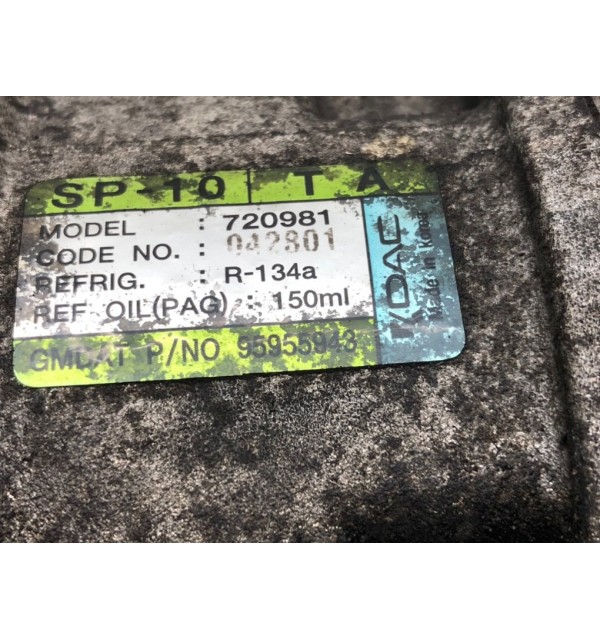 SP-10 T A
MODEL : 720981
CODE NO. : 042801
REFRIG. : R-134a
REF OIL(PAG) : 150ml
GMDAT P/NO 95955943
KDAC
Made in Korea